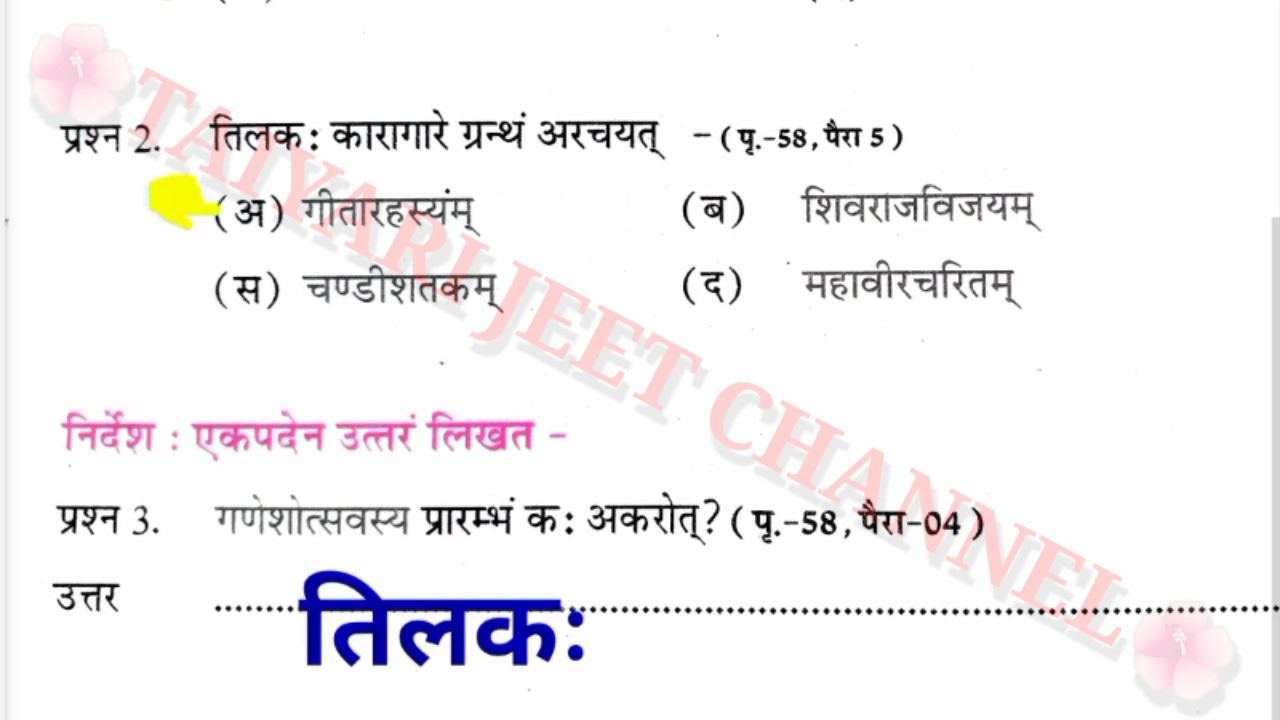 प्रश्न 2. तिलक: कारागारे ग्रन्थं अरचयत् - ( पृ.-58, पैरा 5 )
(अ) गीतारहस्यंम् (ब) शिवराजविजयम्
(स) चण्डीशतकम् (द) महावीरचरितम्
निर्देश : एकपदेन उत्तरं लिखत -
प्रश्न 3. गणेशोत्सवस्य प्रारम्भं क: अकरोत्? ( पृ.-58, पैरा-04 )
उत्तर तिलक:
TAIYARI JEET CHANNEL